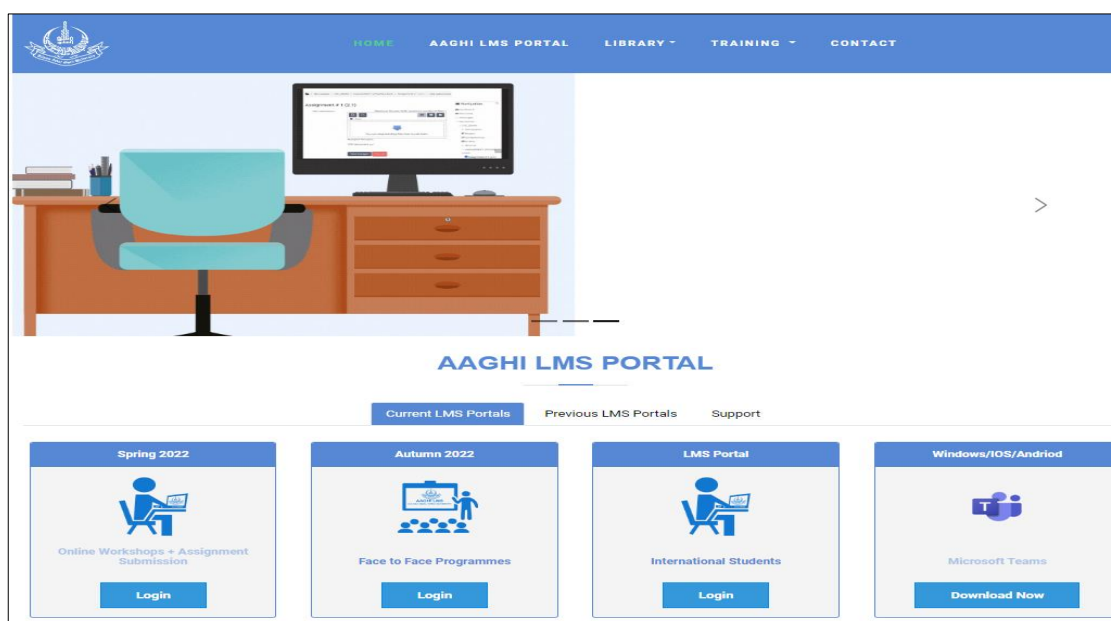 HOME AAGHI LMS PORTAL LIBRARY TRAINING CONTACT
AAGHI LMS PORTAL
Current LMS Portals Previous LMS Portals Support
Spring 2022
Online Workshops + Assignment
Submission
Login
Autumn 2022
Face to Face Programmes
Login
LMS Portal
International Students
Login
Windows/IOS/Andriod
Microsoft Teams
Download Now